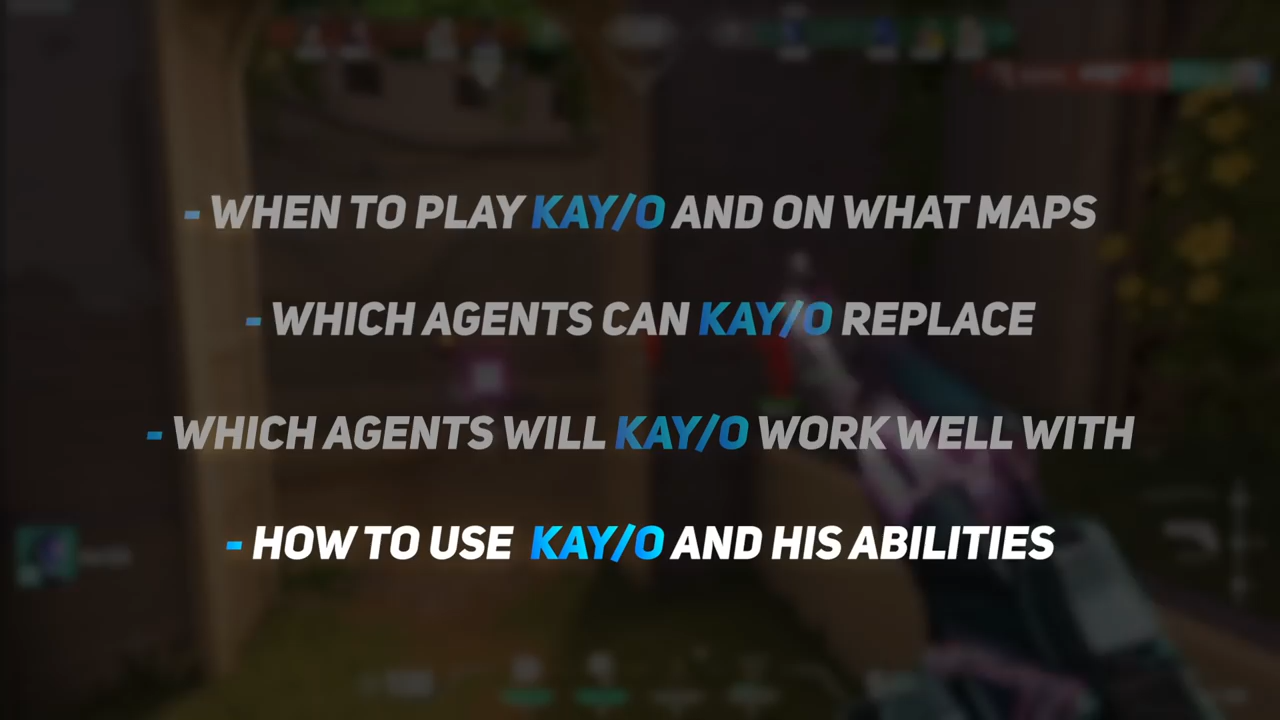 - WHEN TO PLAY KAY/O AND ON WHAT MAPS
- WHICH AGENTS CAN KAY/O REPLACE
- WHICH AGENTS WILL KAY/O WORK WELL WITH
- HOW TO USE KAY/O AND HIS ABILITIES